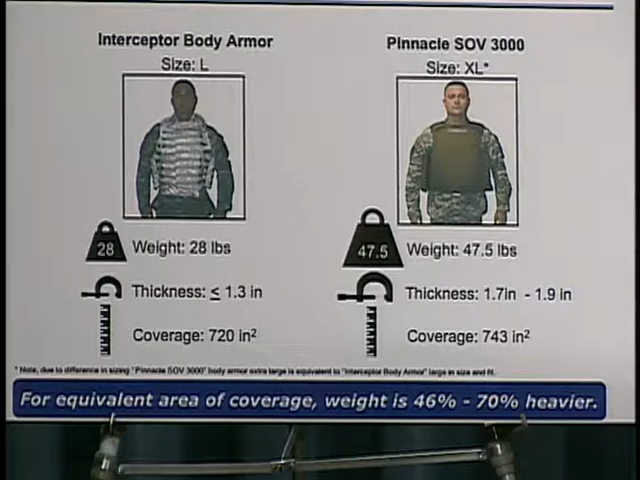 Interceptor Body Armor
Size: L
28
Weight: 28 lbs
Thickness: ≤ 1.3 in
Coverage: 720 in²
Pinnacle SOV 3000
Size: XL*
47.5
Weight: 47.5 lbs
Thickness: 1.7in - 1.9 in
Coverage: 743 in²
* Note, due to difference in sizing "Pinnacle SOV 3000" body armor extra large is equivalent to "Interceptor Body Armor" large in size and fit.
For equivalent area of coverage, weight is 46% - 70% heavier.